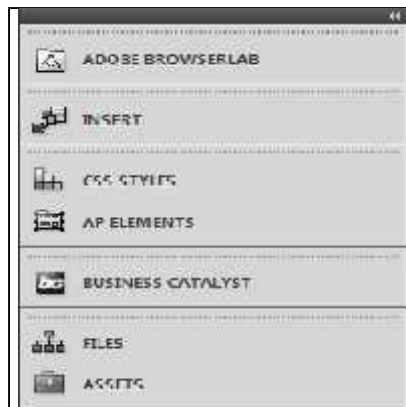 ADOBE BROWSERLAB
INSERT
CSS STYLES
AP ELEMENTS
BUSINESS CATALYST
FILES
ASSETS